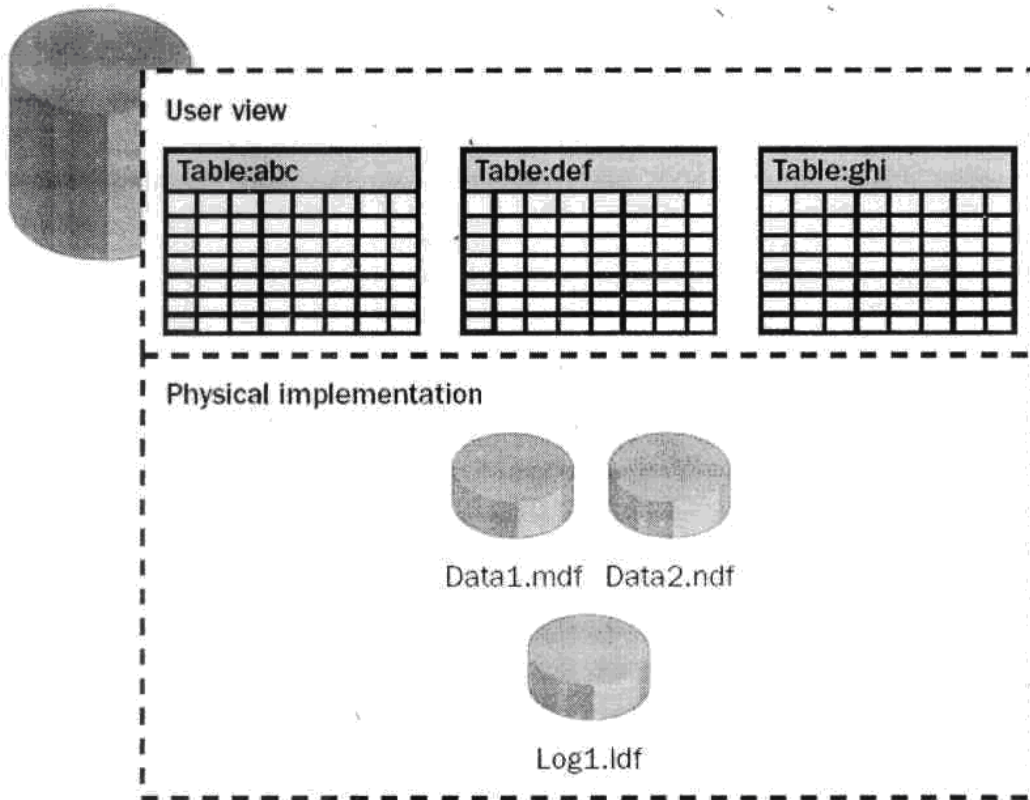 User view
Table:abc Table:def Table:ghi
Physical implementation
Data1.mdf Data2.ndf
Log1.ldf